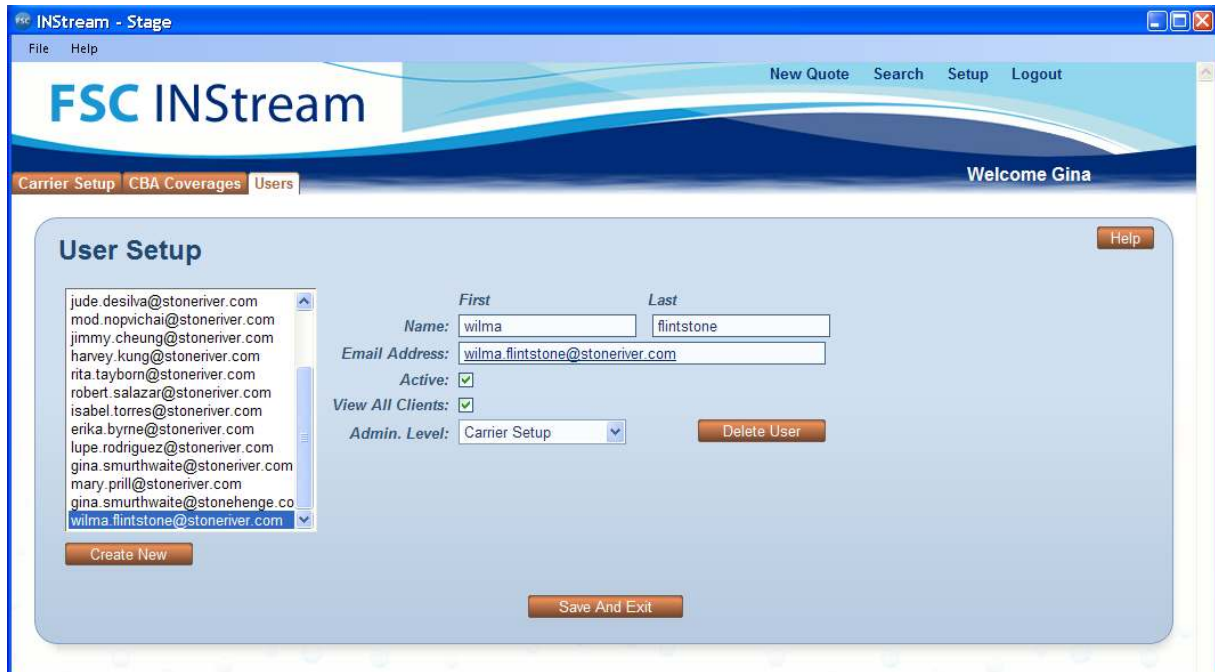 INStream - Stage
File Help
New Quote Search Setup Logout
FSC INStream
Welcome Gina
Carrier Setup CBA Coverages Users
User Setup
Help
jude.desilva@stoneriver.com
mod.nopvichai@stoneriver.com
jimmy.cheung@stoneriver.com
harvey.kung@stoneriver.com
rita.tayborn@stoneriver.com
robert.salazar@stoneriver.com
isabel.torres@stoneriver.com
erika.byrne@stoneriver.com
lupe.rodriguez@stoneriver.com
gina.smurthwaite@stoneriver.com
mary.prill@stoneriver.com
gina.smurthwaite@stonehenge.co
wilma.flintstone@stoneriver.com
Create New
First Last
Name: wilma flintstone
Email Address: wilma.flintstone@stoneriver.com
Active:
View All Clients:
Admin. Level: Carrier Setup Delete User
Save And Exit